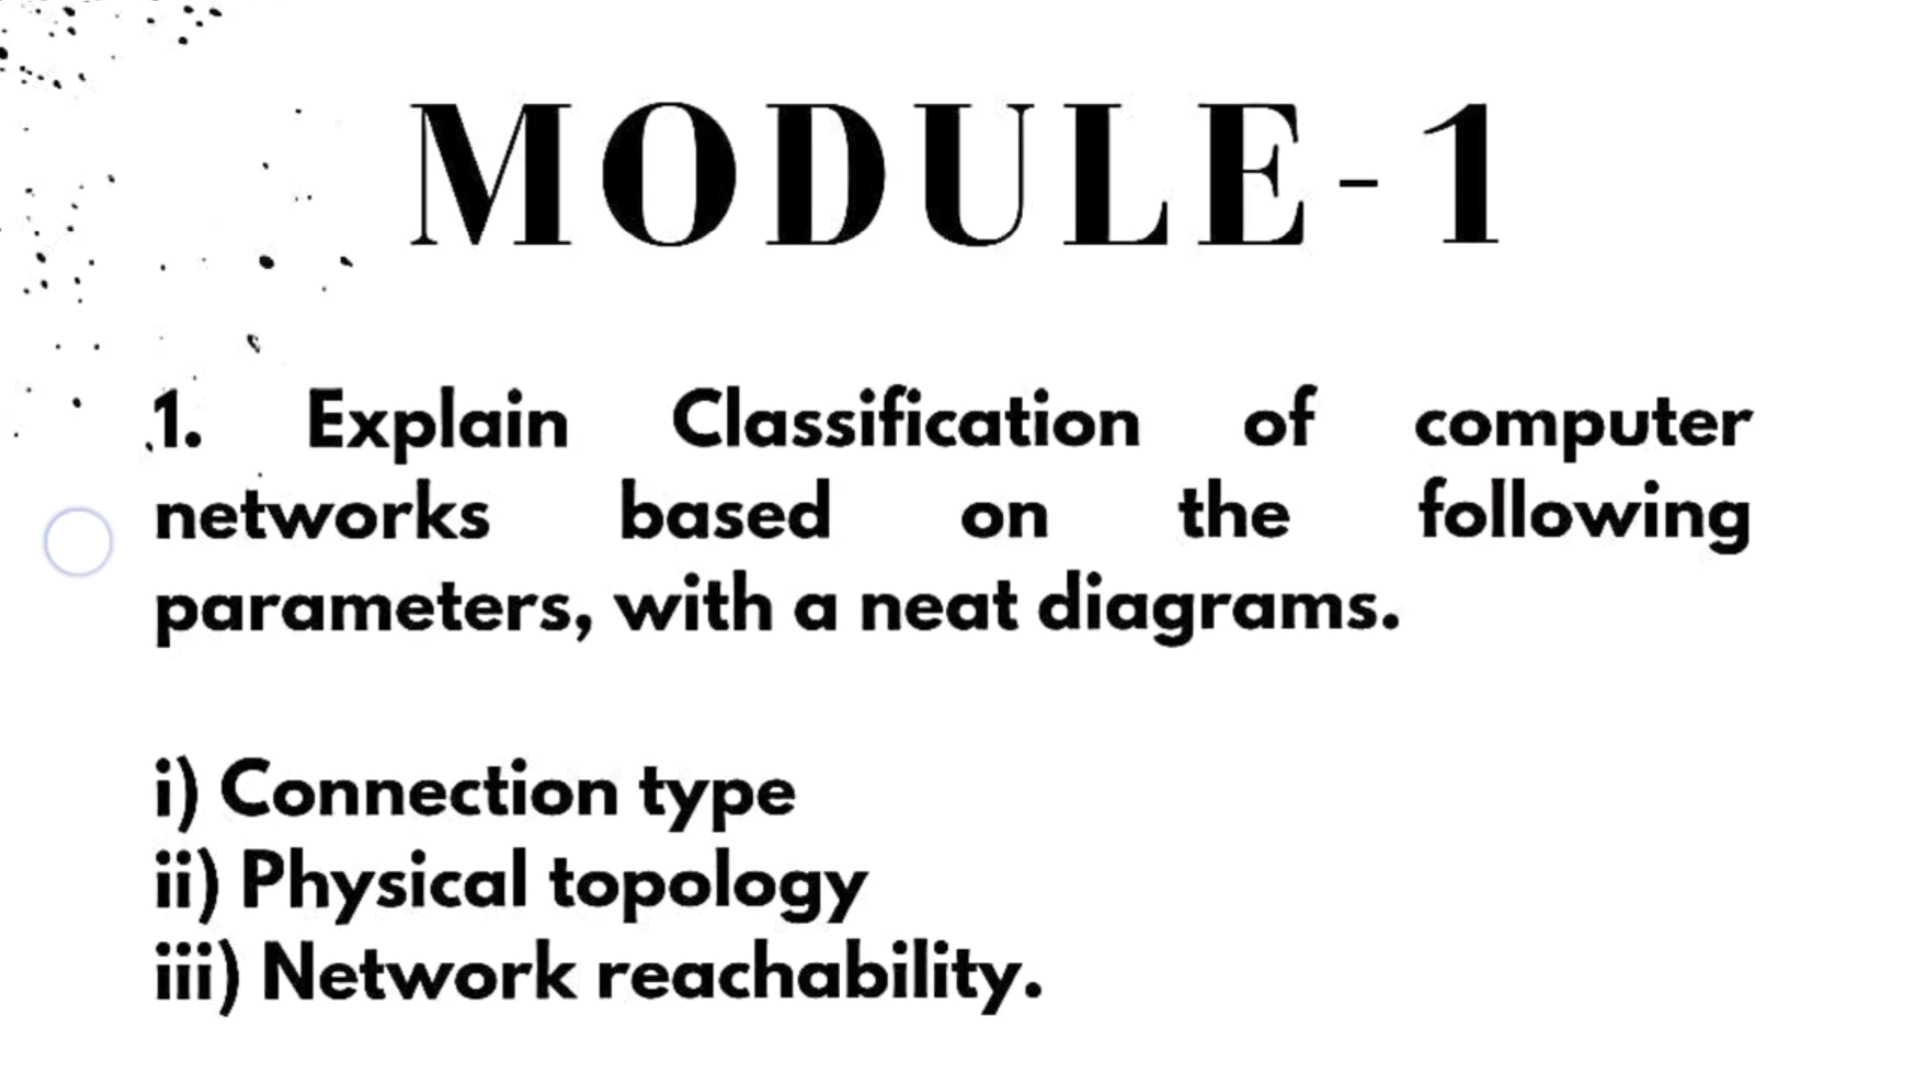 MODULE-1
1. Explain Classification of computer
networks based on the following
parameters, with a neat diagrams.
i) Connection type
ii) Physical topology
iii) Network reachability.